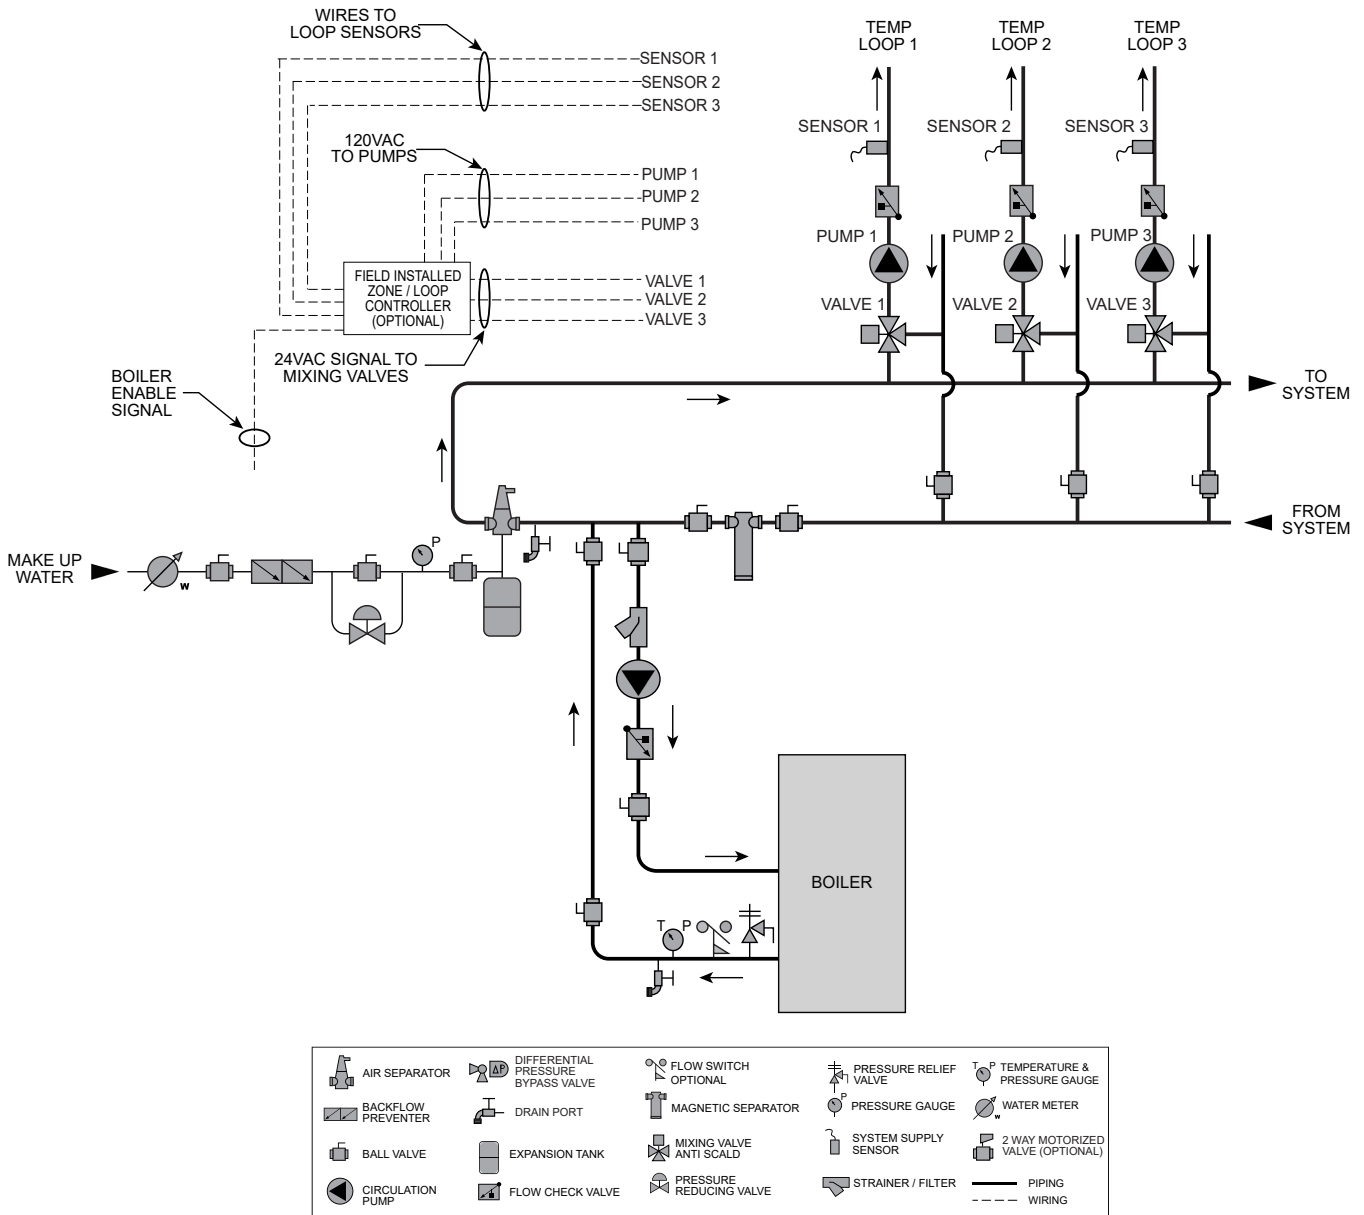 WIRES TO
LOOP SENSORS
SENSOR 1
SENSOR 2
SENSOR 3
120VAC
TO PUMPS
PUMP 1
PUMP 2
PUMP 3
FIELD INSTALLED
ZONE / LOOP
CONTROLLER
(OPTIONAL)
VALVE 1
VALVE 2
VALVE 3
24VAC SIGNAL TO
MIXING VALVES
BOILER
ENABLE
SIGNAL
TEMP
LOOP 1
TEMP
LOOP 2
TEMP
LOOP 3
SENSOR 1
SENSOR 2
SENSOR 3
PUMP 1
PUMP 2
PUMP 3
VALVE 1
VALVE 2
VALVE 3
TO
SYSTEM
FROM
SYSTEM
MAKE UP
WATER
w
P
BOILER
T
P
AIR SEPARATOR
BACKFLOW
PREVENTER
BALL VALVE
CIRCULATION
PUMP
ΔP
DIFFERENTIAL
PRESSURE
BYPASS VALVE
DRAIN PORT
EXPANSION TANK
FLOW CHECK VALVE
FLOW SWITCH
OPTIONAL
MAGNETIC SEPARATOR
MIXING VALVE
ANTI SCALD
PRESSURE
REDUCING VALVE
PRESSURE RELIEF
VALVE
P
PRESSURE GAUGE
SYSTEM SUPPLY
SENSOR
STRAINER / FILTER
T
P
TEMPERATURE &
PRESSURE GAUGE
w
WATER METER
2 WAY MOTORIZED
VALVE (OPTIONAL)
PIPING
WIRING